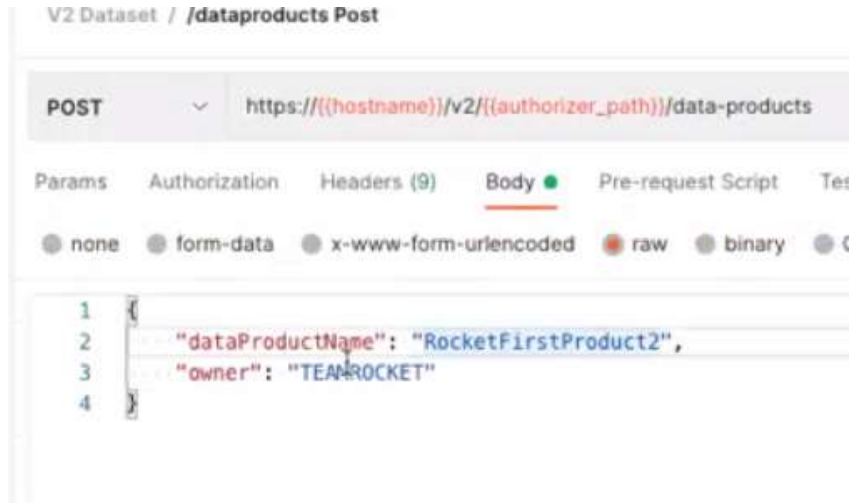 V2 Dataset / /dataproducts Post
POST https://{{hostname}}/v2/{{authorizer_path}}/data-products
Params Authorization Headers (9) Body Pre-request Script Tes
none form-data x-www-form-urlencoded raw binary G
1 {
2 "dataProductName": "RocketFirstProduct2",
3 "owner": "TEAMROCKET"
4 }